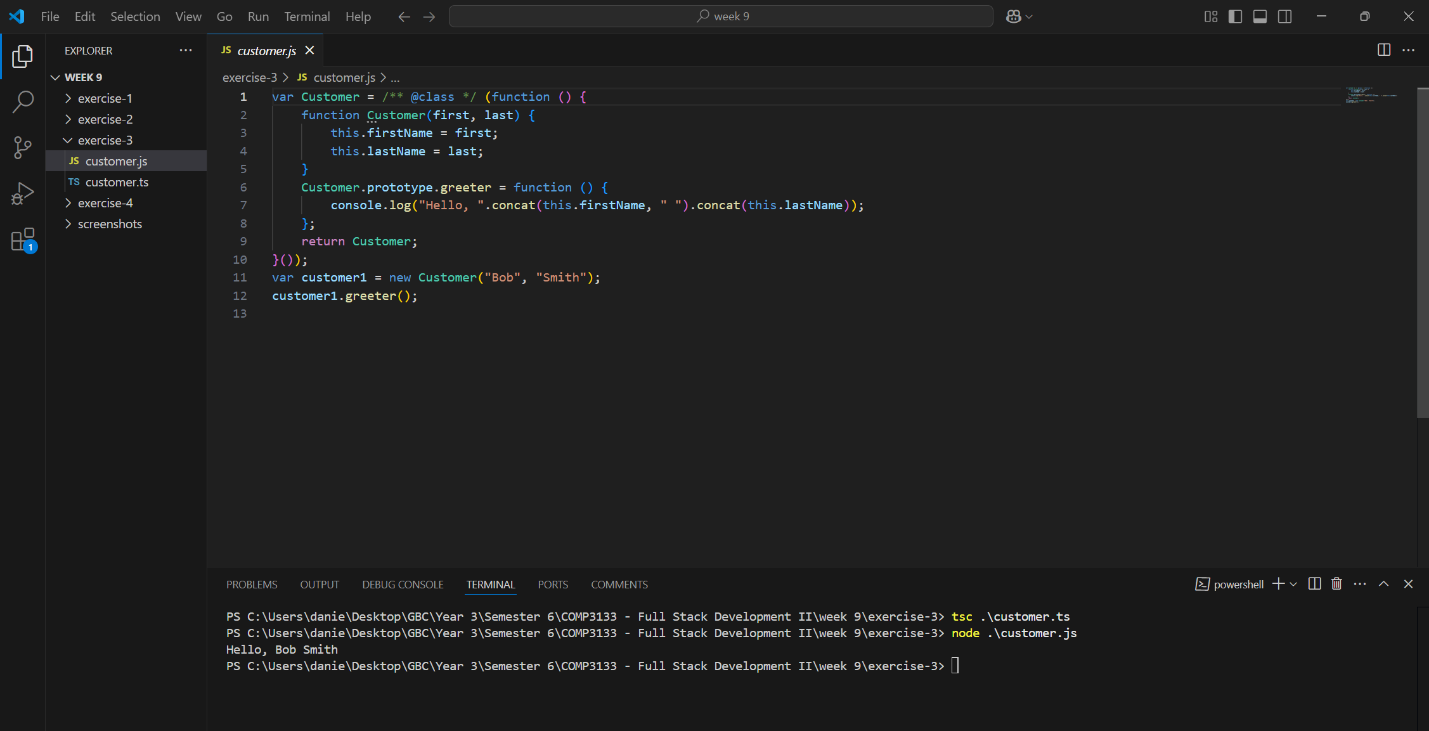 File Edit Selection View Go Run Terminal Help week 9
EXPLORER ···
WEEK 9
exercise-1
exercise-2
exercise-3
JS customer.js
TS customer.ts
exercise-4
screenshots
1
JS customer.js
exercise-3 > JS customer.js > ...
1 var Customer = /** @class */ (function () {
2 function Customer(first, last) {
3 this.firstName = first;
4 this.lastName = last;
5 }
6 Customer.prototype.greeter = function () {
7 console.log("Hello, ".concat(this.firstName, " ").concat(this.lastName));
8 };
9 return Customer;
10 }());
11 var customer1 = new Customer("Bob", "Smith");
12 customer1.greeter();
13
PROBLEMS OUTPUT DEBUG CONSOLE TERMINAL PORTS COMMENTS powershell
PS C:\Users\danie\Desktop\GBC\Year 3\Semester 6\COMP3133 - Full Stack Development II\week 9\exercise-3> tsc .\customer.ts
PS C:\Users\danie\Desktop\GBC\Year 3\Semester 6\COMP3133 - Full Stack Development II\week 9\exercise-3> node .\customer.js
Hello, Bob Smith
PS C:\Users\danie\Desktop\GBC\Year 3\Semester 6\COMP3133 - Full Stack Development II\week 9\exercise-3>